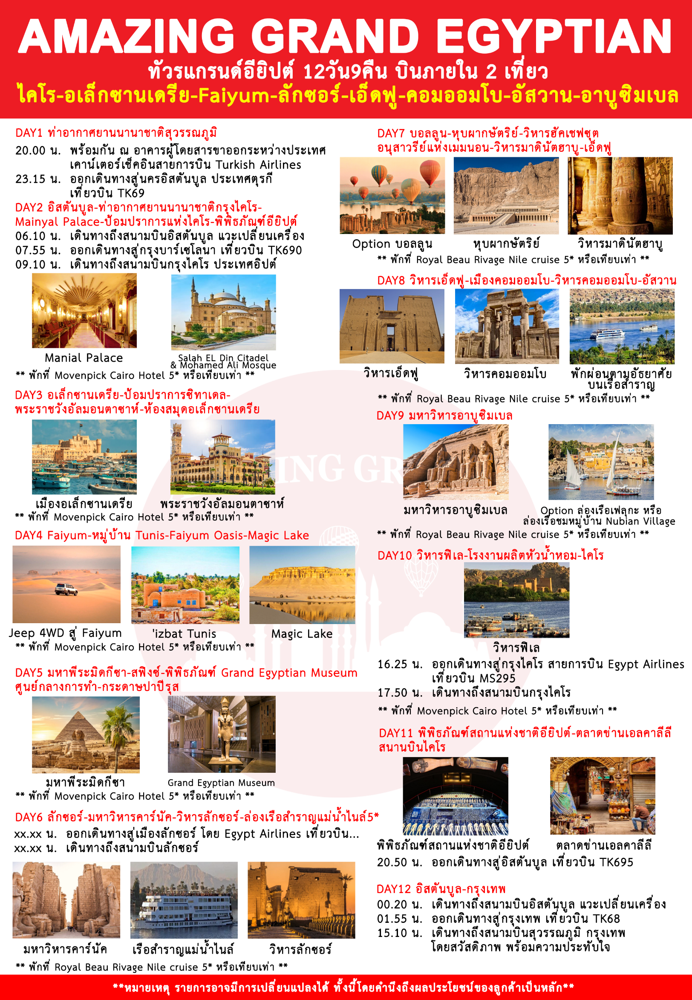 AMAZING GRAND EGYPTIAN
ทัวรแกรนด์อียิปต์ 12วัน9คืน บินภายใน 2 เที่ยว
ไคโร-อเล็กซานเดรีย-Faiyum-ลักซอร์-เอ็ดฟู-คอมออมโบ-อัสวาน-อาบูซิมเบล
DAY1 ท่าอากาศยานนานาชาติสุวรรณภูมิ
20.00 น. พร้อมกัน ณ อาคารผู้โดยสารขาออกระหว่างประเทศ
เคาน์เตอร์เช็คอินสายการบิน Turkish Airlines
23.15 น. ออกเดินทางสู่นครอิสตันบูล ประเทศตุรกี
เที่ยวบิน TK69
DAY2 อิสตันบูล-ท่าอากาศยานนานาชาติกรุงไคโร-
Mainyal Palace-ป้อมปราการแห่งไคโร-พิพิธภัณฑ์อียิปต์
06.10 น. เดินทางถึงสนามบินอิสตันบูล แวะเปลี่ยนเครื่อง
07.55 น. ออกเดินทางสู่กรุงบาร์เซโลนา เที่ยวบิน TK690
09.10 น. เดินทางถึงสนามบินกรุงไคโร ประเทศอิปต์
Manial Palace
Salah EL Din Citadel
& Mohamed Ali Mosque
** พักที่ Movenpick Cairo Hotel 5* หรือเทียบเท่า **
DAY3 อเล็กซานเดรีย-ป้อมปราการซิทาเดล-
พระราชวังอัลมอนตาซาห์-ห้องสมุดอเล็กซานเดรีย
เมืองอเล็กซานเดรีย
พระราชวังอัลมอนตาซาห์
** พักที่ Movenpick Cairo Hotel 5* หรือเทียบเท่า **
DAY4 Faiyum-หมู่บ้าน Tunis-Faiyum Oasis-Magic Lake
Jeep 4WD สู่ Faiyum
'izbat Tunis
Magic Lake
** พักที่ Movenpick Cairo Hotel 5* หรือเทียบเท่า **
DAY5 มหาพีระมิดกีซา-สฟิงซ์-พิพิธภัณฑ์ Grand Egyptian Museum
ศูนย์กลางการทำ-กระดาษปาปีรุส
มหาพีระมิดกีซา
Grand Egyptian Museum
** พักที่ Movenpick Cairo Hotel 5* หรือเทียบเท่า **
DAY6 ลักซอร์-มหาวิหารคาร์นัค-วิหารลักซอร์-ล่องเรือสำราญแม่น้ำไนล์5*
xx.xx น. ออกเดินทางสู่เมืองลักซอร์ โดย Egypt Airlines เที่ยวบิน...
xx.xx น. เดินทางถึงสนามบินลักซอร์
มหาวิหารคาร์นัค
เรือสำราญแม่น้ำไนล์
วิหารลักซอร์
** พักที่ Royal Beau Rivage Nile cruise 5* หรือเทียบเท่า **
DAY7 บอลลูน-หุบผากษัตริย์-วิหารฮัคเชฟซุต
อนุสาวรีย์แห่งเมมนอน-วิหารมาดินัตฮาบู-เอ็ดฟู
Option บอลลูน
หุบผากษัตริย์
วิหารมาดินัตฮาบู
** พักที่ Royal Beau Rivage Nile cruise 5* หรือเทียบเท่า **
DAY8 วิหารเอ็ดฟู-เมืองคอมออมโบ-วิหารคอมออมโบ-อัสวาน
วิหารเอ็ดฟู
วิหารคอมออมโบ
พักผ่อนตามอัธยาศัย
บนเรือสำราญ
** พักที่ Royal Beau Rivage Nile cruise 5* หรือเทียบเท่า **
DAY9 มหาวิหารอาบูซิมเบล
มหาวิหารอาบูซิมเบล
Option ล่องเรือเฟลุกะ หรือ
ล่องเรือชมหมู่บ้าน Nubian Village
** พักที่ Royal Beau Rivage Nile cruise 5* หรือเทียบเท่า **
DAY10 วิหารฟิเล-โรงงานผลิตหัวน้ำหอม-ไคโร
วิหารฟิเล
16.25 น. ออกเดินทางสู่กรุงไคโร สายการบิน Egypt Airlines
เที่ยวบิน MS295
17.50 น. เดินทางถึงสนามบินกรุงไคโร
** พักที่ Movenpick Cairo Hotel 5* หรือเทียบเท่า **
DAY11 พิพิธภัณฑ์สถานแห่งชาติอียิปต์-ตลาดข่านเอลคาลีลี
สนานบินไคโร
พิพิธภัณฑ์สถานแห่งชาติอียิปต์
ตลาดข่านเอลคาลีลี
20.50 น. ออกเดินทางสู่อิสตันบูล เที่ยวบิน TK695
DAY12 อิสตันบูล-กรุงเทพ
00.20 น. เดินทางถึงสนามบินอิสตันบูล แวะเปลี่ยนเครื่อง
01.55 น. ออกเดินทางสู่กรุงเทพ เที่ยวบิน TK68
15.10 น. เดินทางถึงสนามบินสุวรรณภูมิ กรุงเทพ
โดยสวัสดิภาพ พร้อมความประทับใจ
ING GR
**หมายเหตุ รายการอาจมีการเปลี่ยนแปลงได้ ทั้งนี้โดยคำนึงถึงผลประโยชน์ของลูกค้าเป็นหลัก**